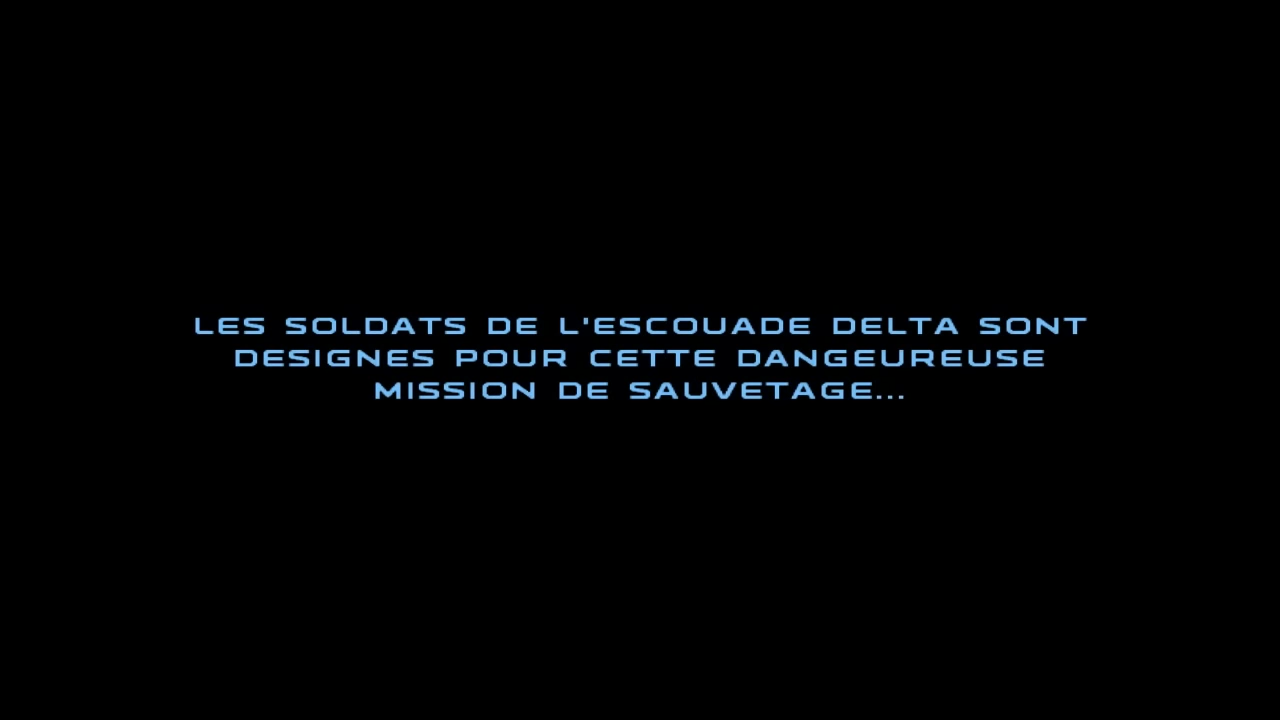 LES SOLDATS DE L'ESCOUADE DELTA SONT
DESIGNES POUR CETTE DANGEUREUSE
MISSION DE SAUVETAGE...